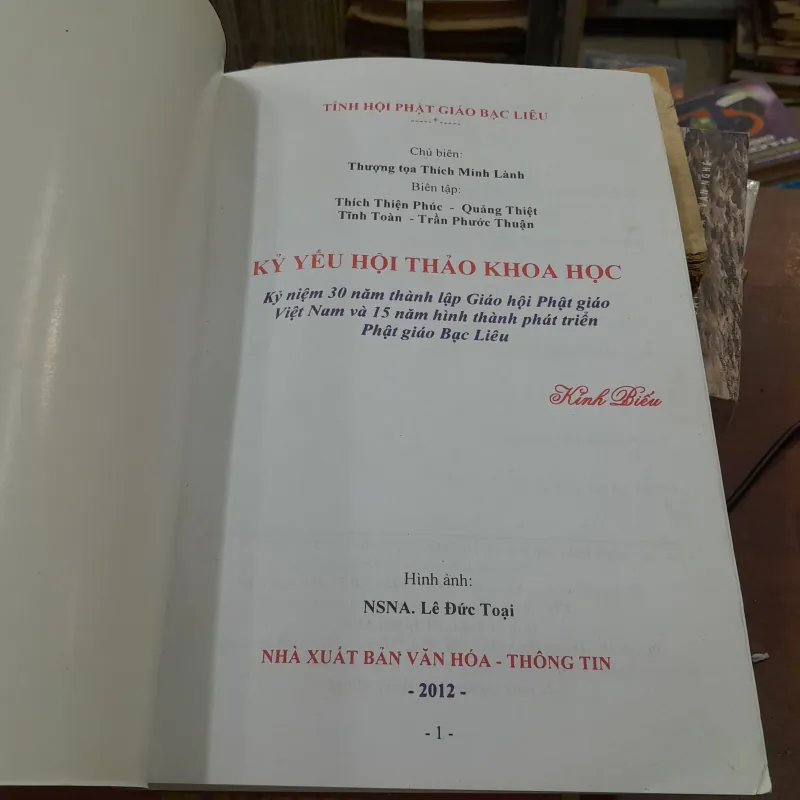 TỈNH HỘI PHẬT GIÁO BẠC LIÊU
-----*-----
Chủ biên:
Thượng tọa Thích Minh Lành
Biên tập:
Thích Thiện Phúc - Quảng Thiệt
Tĩnh Toàn - Trần Phước Thuận
KỶ YẾU HỘI THẢO KHOA HỌC
Kỷ niệm 30 năm thành lập Giáo hội Phật giáo
Việt Nam và 15 năm hình thành phát triển
Phật giáo Bạc Liêu
Kính Biếu
Hình ảnh:
NSNA. Lê Đức Toại
NHÀ XUẤT BẢN VĂN HÓA - THÔNG TIN
- 2012 -
- 1 -
VĂN NGHỆ